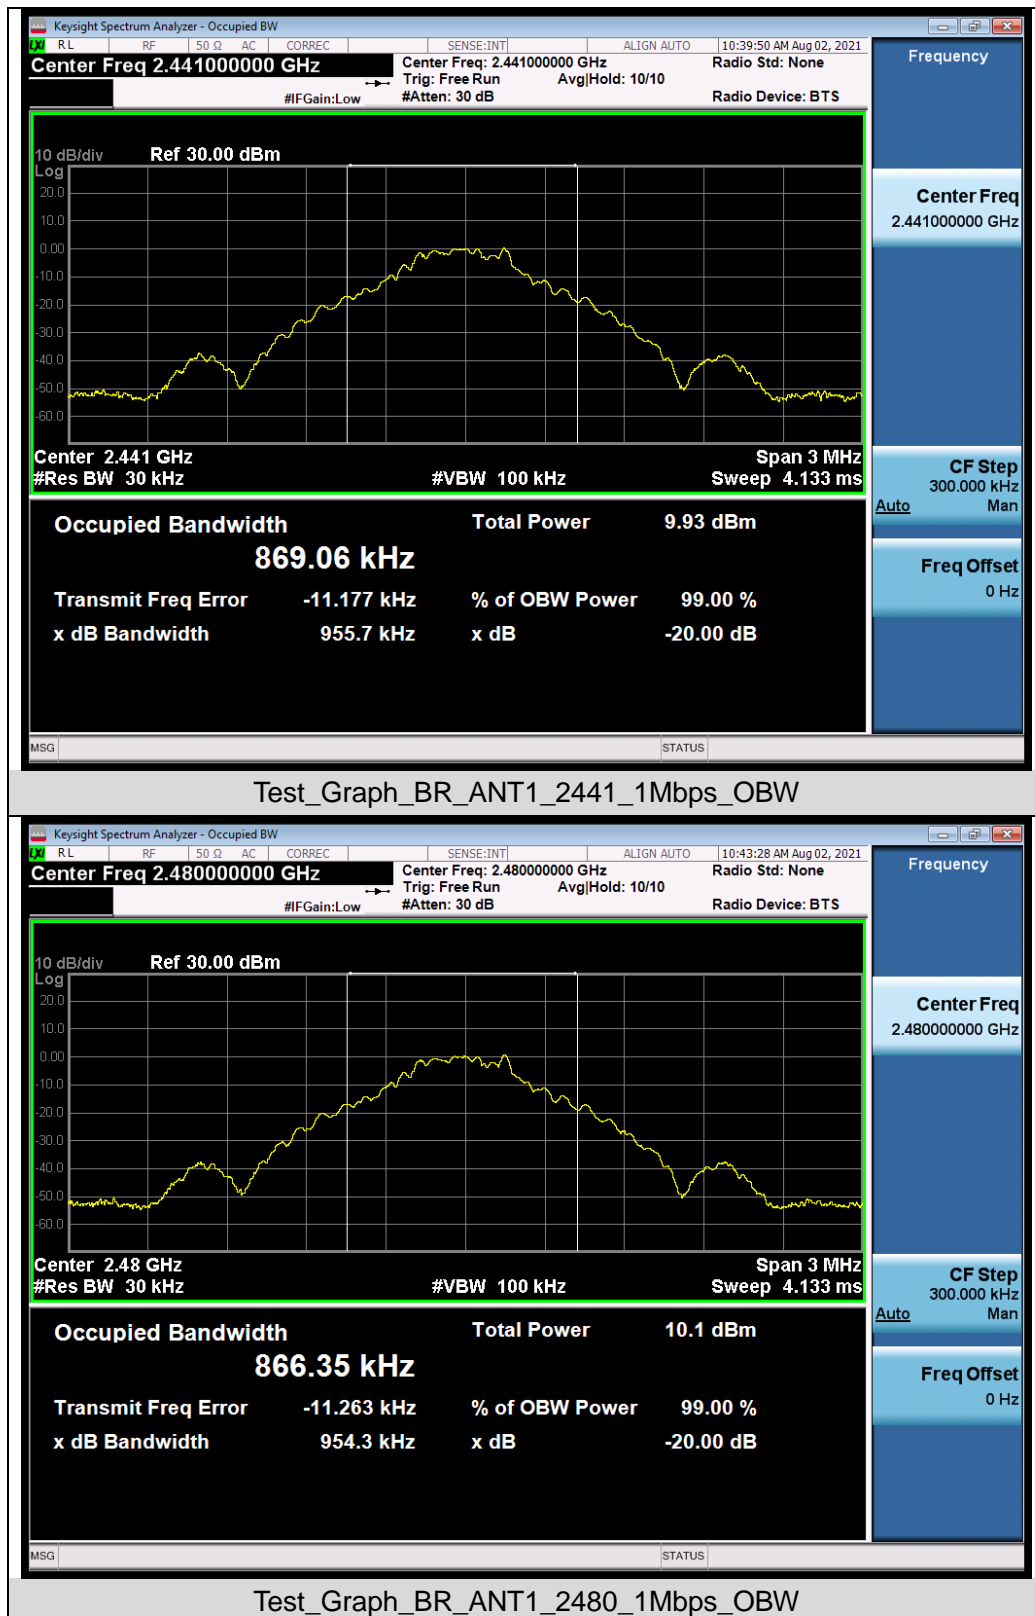 Keysight Spectrum Analyzer - Occupied BW
LXI RL RF 50 Ω AC CORREC SENSE:INT ALIGN AUTO 10:39:50 AM Aug 02, 2021
Center Freq 2.441000000 GHz Center Freq: 2.441000000 GHz Radio Std: None Frequency
Trig: Free Run Avg|Hold: 10/10
#IFGain:Low #Atten: 30 dB Radio Device: BTS
10 dB/div Ref 30.00 dBm
Log
20.0
Center Freq
2.441000000 GHz
10.0
0.00
-10.0
-20.0
-30.0
-40.0
-50.0
-60.0
Center 2.441 GHz Span 3 MHz
#Res BW 30 kHz #VBW 100 kHz Sweep 4.133 ms
CF Step
300.000 kHz
Auto Man
Occupied Bandwidth Total Power 9.93 dBm
869.06 kHz
Freq Offset
0 Hz
Transmit Freq Error -11.177 kHz % of OBW Power 99.00 %
x dB Bandwidth 955.7 kHz x dB -20.00 dB
MSG STATUS
Test_Graph_BR_ANT1_2441_1Mbps_OBW
Keysight Spectrum Analyzer - Occupied BW
LXI RL RF 50 Ω AC CORREC SENSE:INT ALIGN AUTO 10:43:28 AM Aug 02, 2021
Center Freq 2.480000000 GHz Center Freq: 2.480000000 GHz Radio Std: None Frequency
Trig: Free Run Avg|Hold: 10/10
#IFGain:Low #Atten: 30 dB Radio Device: BTS
10 dB/div Ref 30.00 dBm
Log
20.0
Center Freq
2.480000000 GHz
10.0
0.00
-10.0
-20.0
-30.0
-40.0
-50.0
-60.0
Center 2.48 GHz Span 3 MHz
#Res BW 30 kHz #VBW 100 kHz Sweep 4.133 ms
CF Step
300.000 kHz
Auto Man
Occupied Bandwidth Total Power 10.1 dBm
866.35 kHz
Freq Offset
0 Hz
Transmit Freq Error -11.263 kHz % of OBW Power 99.00 %
x dB Bandwidth 954.3 kHz x dB -20.00 dB
MSG STATUS
Test_Graph_BR_ANT1_2480_1Mbps_OBW